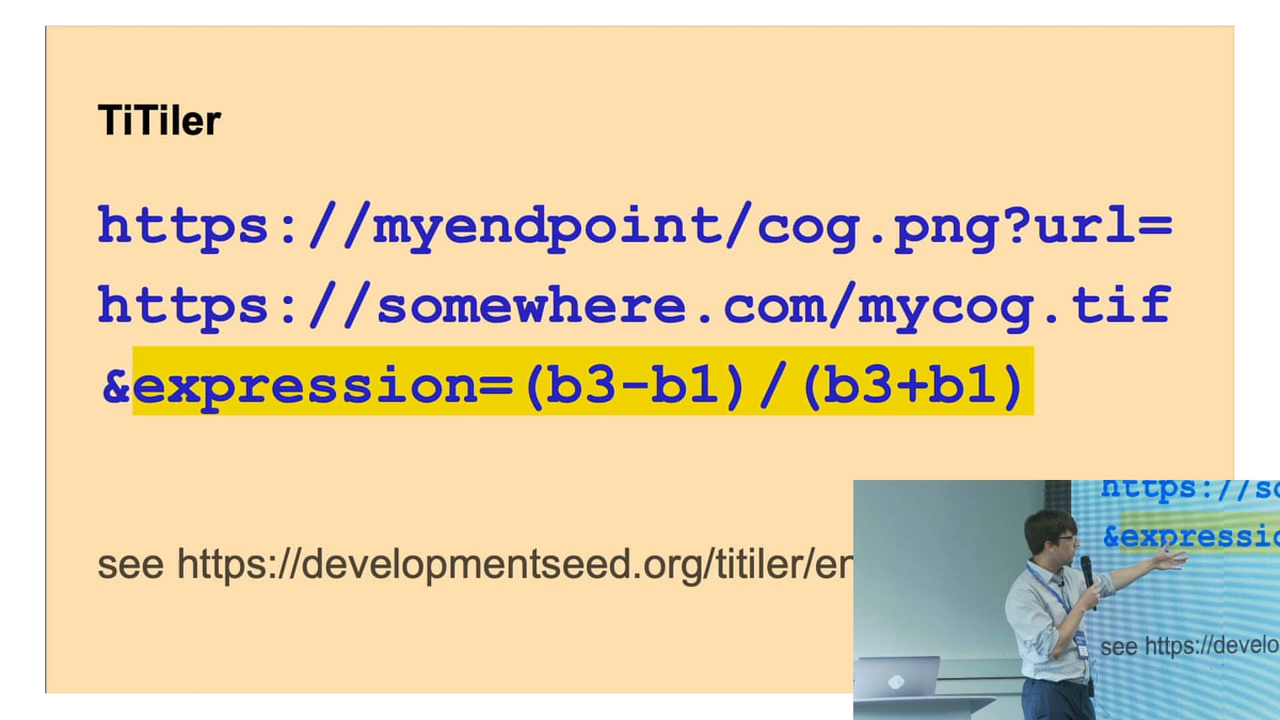 TiTiler
https://myendpoint/cog.png?url=
https://somewhere.com/mycog.tif
&expression=(b3-b1)/(b3+b1)
see https://developmentseed.org/titiler/en
https://so
&expressio
see https://develo